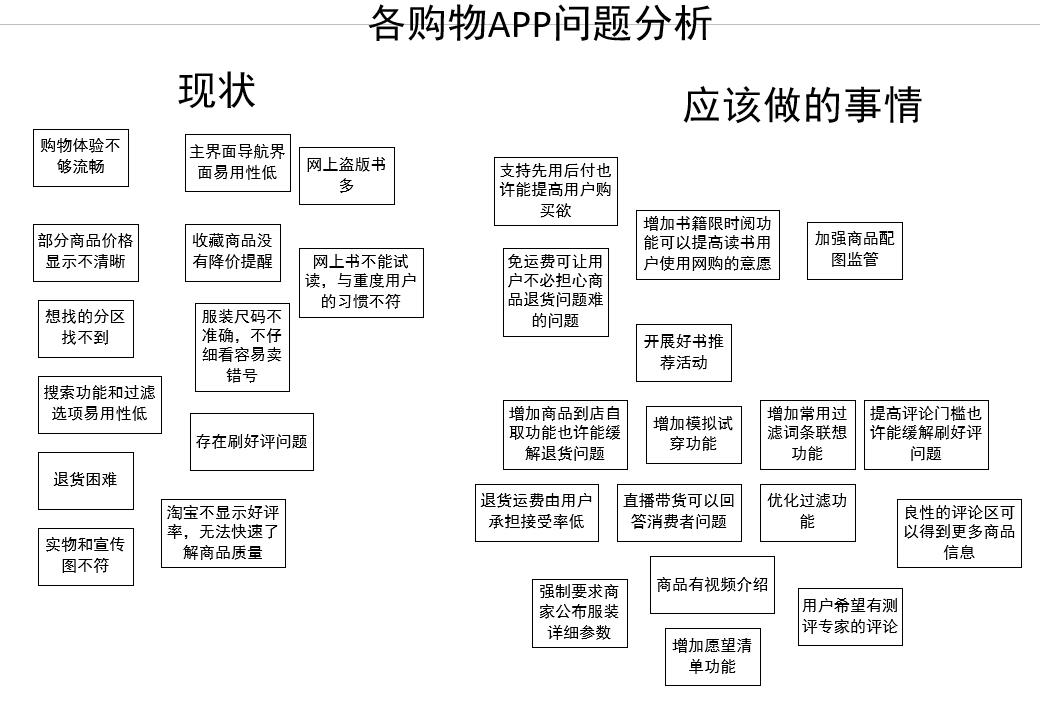 各购物APP问题分析
现状
应该做的事情
购物体验不
够流畅
主界面导航界
面易用性低
网上盗版书
多
部分商品价格
显示不清晰
收藏商品没
有降价提醒
网上书不能试
读，与重度用户
的习惯不符
想找的分区
找不到
服装尺码不
准确，不仔
细看容易卖
错号
搜索功能和过滤
选项易用性低
存在刷好评问题
退货困难
淘宝不显示好评
率，无法快速了
解商品质量
实物和宣传
图不符
支持先用后付也
许能提高用户购
买欲
增加书籍限时阅功
能可以提高读书用
户使用网购的意愿
加强商品配
图监管
免运费可让用
户不必担心商
品退货问题难
的问题
开展好书推
荐活动
增加商品到店自
取功能也许能缓
解退货问题
增加模拟试
穿功能
增加常用过
滤词条联想
功能
提高评论门槛也
许能缓解刷好评
问题
退货运费由用户
承担接受率低
直播带货可以回
答消费者问题
优化过滤功
能
良性的评论区可
以得到更多商品
信息
强制要求商
家公布服装
详细参数
商品有视频介绍
用户希望有测
评专家的评论
增加愿望清
单功能